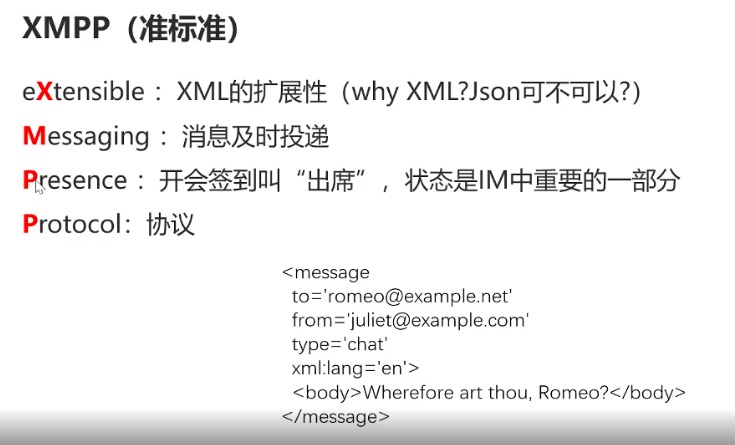 XMPP（准标准）
eXtensible：XML的扩展性（why XML?Json可不可以?）
Messaging：消息及时投递
Presence：开会签到叫“出席”，状态是IM中重要的一部分
Protocol：协议
<message
to='romeo@example.net'
from='juliet@example.com'
type='chat'
xml:lang='en'>
<body>Wherefore art thou, Romeo?</body>
</message>